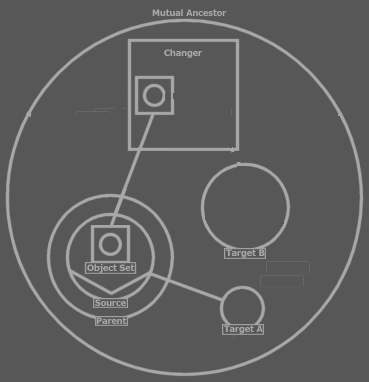 Mutual Ancestor
Changer
Target B
Object Set
Source
Parent
Target A